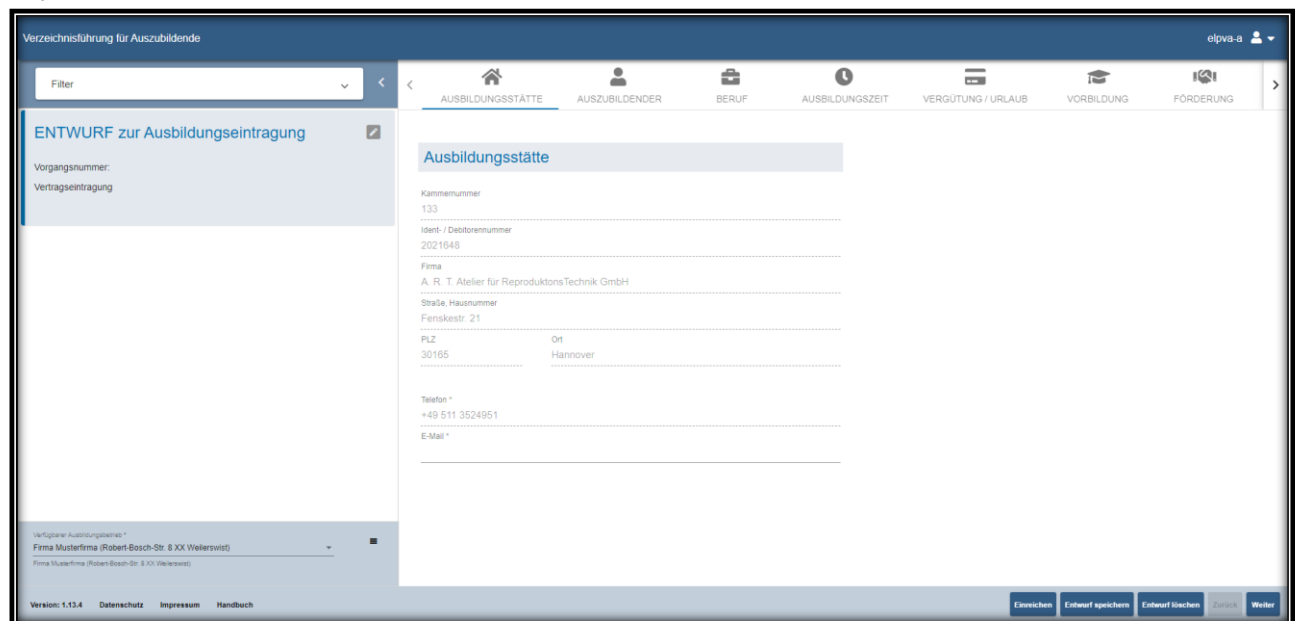 Verzeichnisführung für Auszubildende
elpva-a
Filter
AUSBILDUNGSSTÄTTE AUSZUBILDENDER BERUF AUSBILDUNGSZEIT VERGÜTUNG / URLAUB VORBILDUNG FÖRDERUNG
ENTWURF zur Ausbildungseintragung
Vorgangsnummer:
Vertragseintragung
Ausbildungsstätte
Kammernummer
133
Ident- / Debitorennummer
2021648
Firma
A. R. T. Atelier für ReproduktonsTechnik GmbH
Straße, Hausnummer
Fenskestr. 21
PLZ Ort
30165 Hannover
Telefon *
+49 511 3524951
E-Mail *
Verfügbarer Ausbildungsbetrieb *
Firma Musterfirma (Robert-Bosch-Str. 8 XX Weilerswist)
Firma Musterfirma (Robert-Bosch-Str. 8 XX Weilerswist)
Version: 1.13.4 Datenschutz Impressum Handbuch
Einreichen Entwurf speichern Entwurf löschen Zurück Weiter